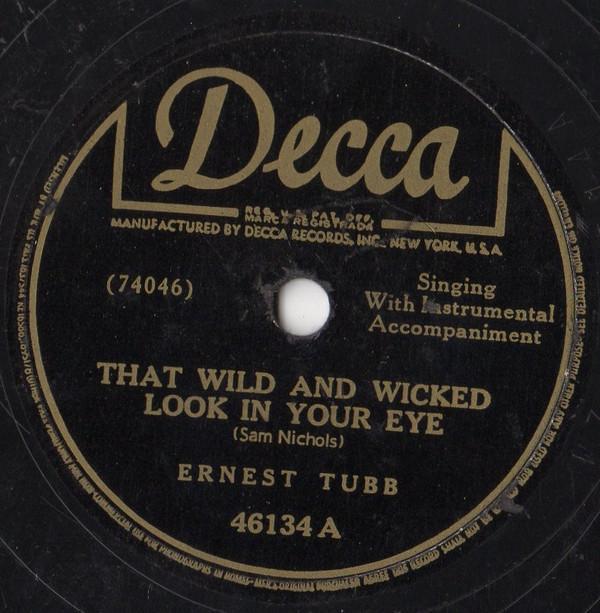 Decca
REG. U.S. PAT. OFF.
MARCA REGISTRADA
MANUFACTURED BY DECCA RECORDS, INC., NEW YORK, U.S.A.
(74046)
Singing
With Instrumental
Accompaniment
THAT WILD AND WICKED
LOOK IN YOUR EYE
(Sam Nichols)
ERNEST TUBB
46134 A